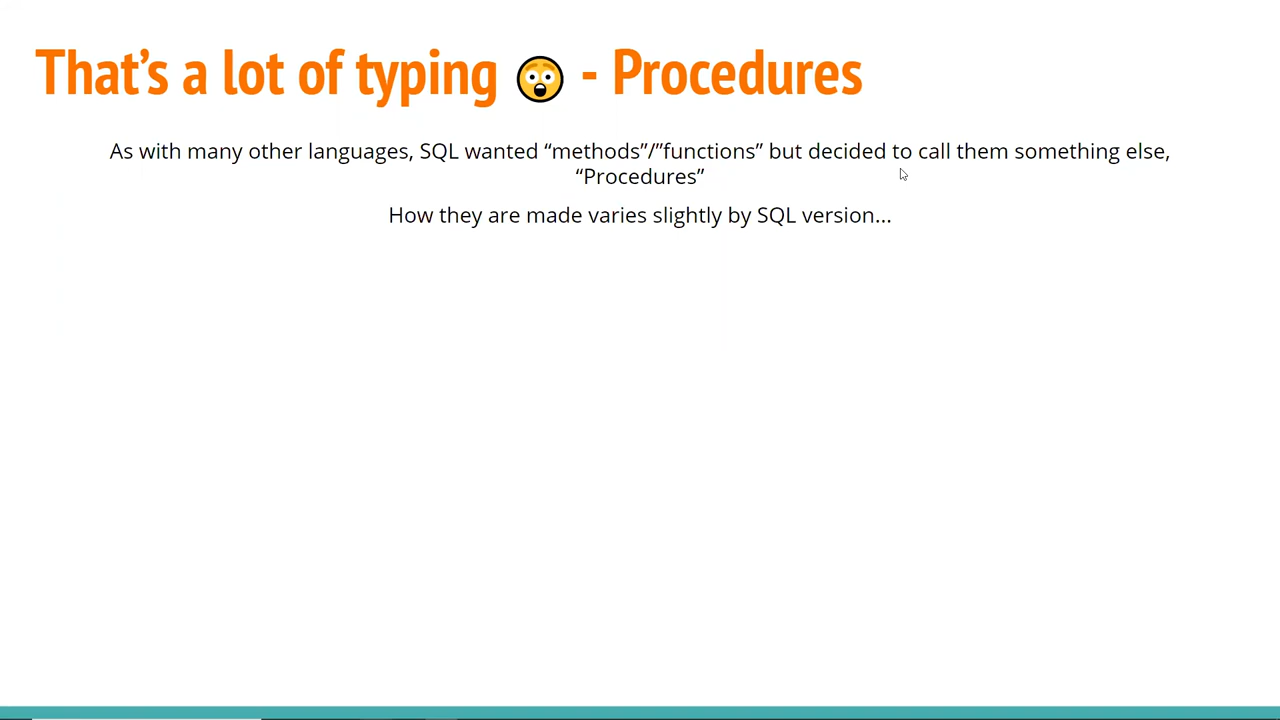 That’s a lot of typing 😲 - Procedures
As with many other languages, SQL wanted “methods”/”functions” but decided to call them something else,
“Procedures”
How they are made varies slightly by SQL version...